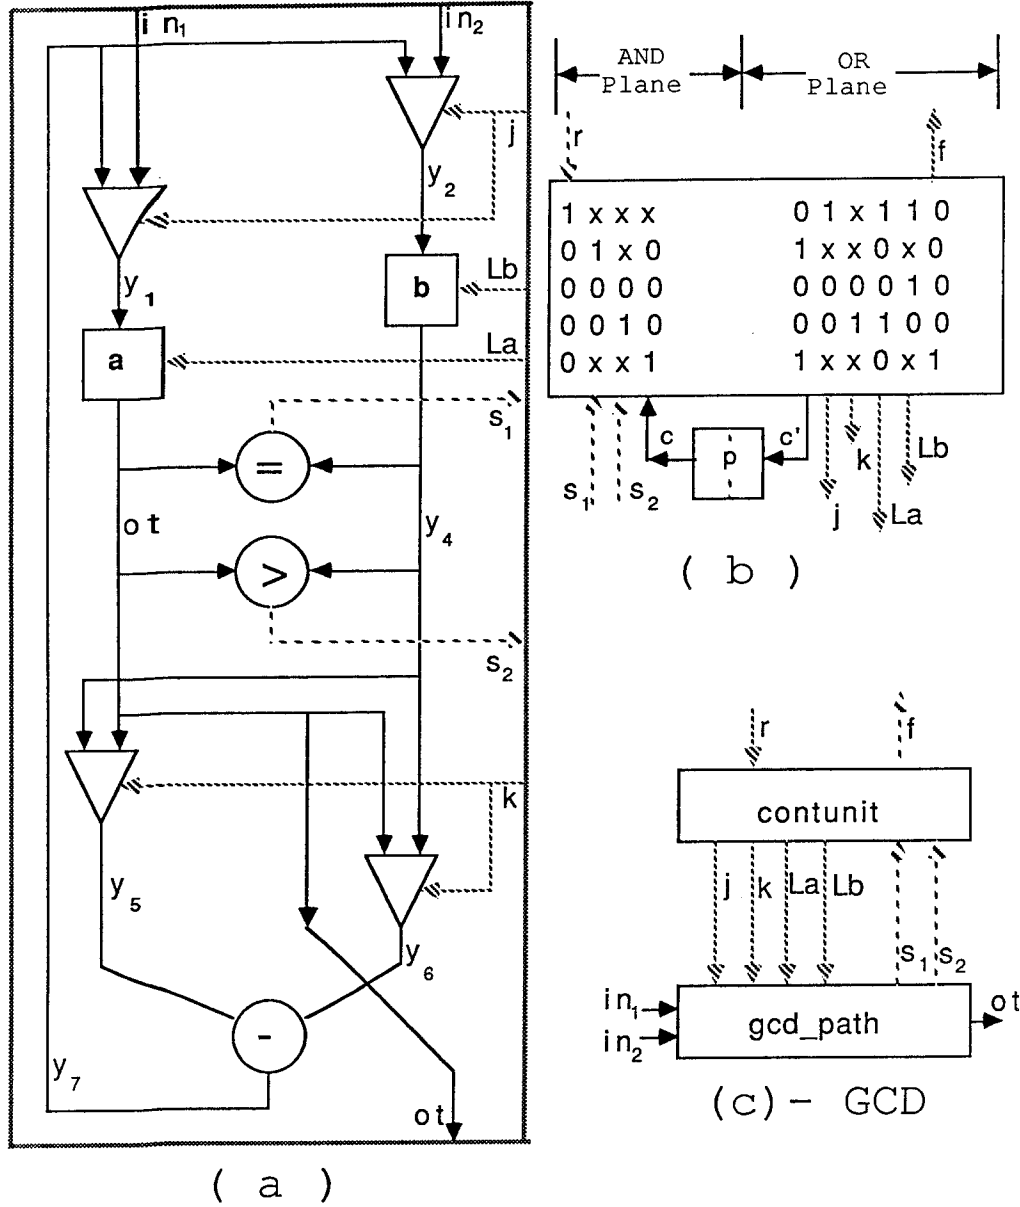 in₁
in₂
j
y₂
y₁
b
Lb
a
La
s₁
=
ot
y₄
>
s₂
k
y₅
y₆
-
y₇
ot
( a )
AND
Plane
OR
Plane
r
f
1 x x x 0 1 x 1 1 0
0 1 x 0 1 x x 0 x 0
0 0 0 0 0 0 0 0 1 0
0 0 1 0 0 0 1 1 0 0
0 x x 1 1 x x 0 x 1
s₁
s₂
c
p
c'
j
k
La
Lb
( b )
r
f
contunit
j
k
La
Lb
s₁
s₂
in₁
in₂
gcd_path
ot
(c)- GCD